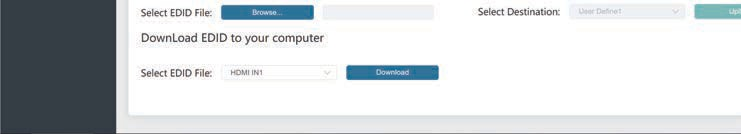 Select EDID File: Browse... Select Destination: User Define1
DownLoad EDID to your computer
Select EDID File: HDMI IN1 Download